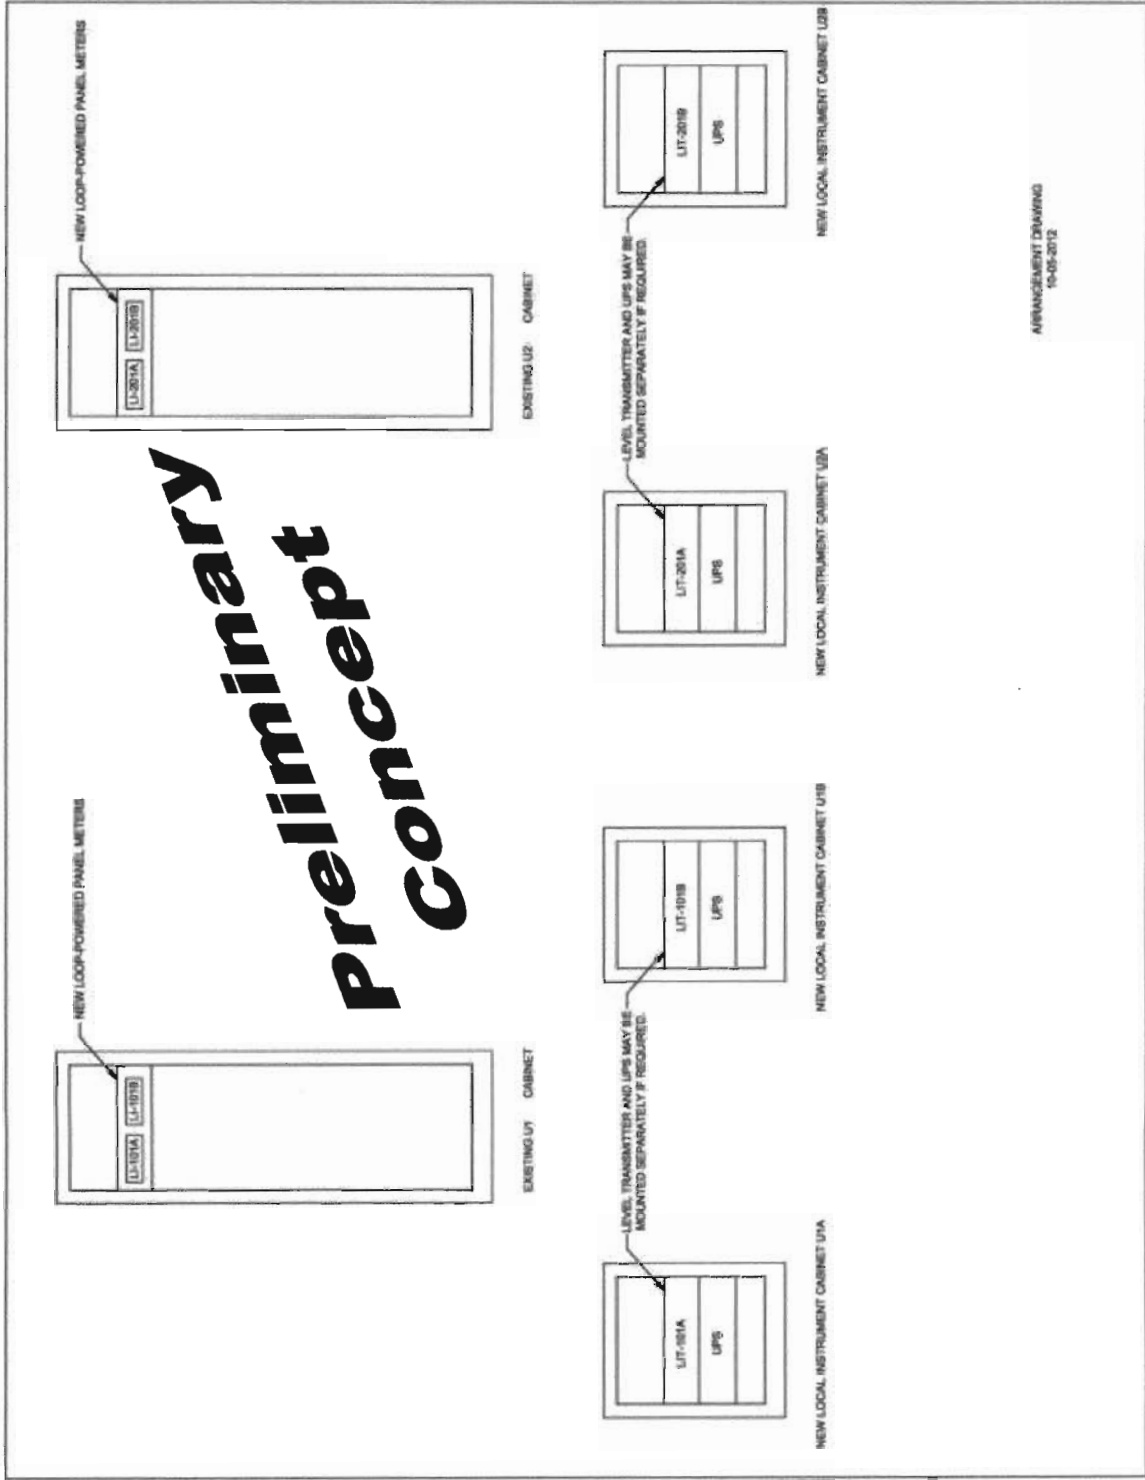 NEW LOOP-POWERED PANEL METERS
LI-101A LI-101B
EXISTING U1 CABINET
NEW LOOP-POWERED PANEL METERS
LI-201A LI-201B
EXISTING U2 CABINET
Preliminary
Concept
LEVEL TRANSMITTER AND UPS MAY BE
MOUNTED SEPARATELY IF REQUIRED.
LIT-101A
UPS
NEW LOCAL INSTRUMENT CABINET U1A
LIT-101B
UPS
NEW LOCAL INSTRUMENT CABINET U1B
LEVEL TRANSMITTER AND UPS MAY BE
MOUNTED SEPARATELY IF REQUIRED.
LIT-201A
UPS
NEW LOCAL INSTRUMENT CABINET U2A
LIT-201B
UPS
NEW LOCAL INSTRUMENT CABINET U2B
ARRANGEMENT DRAWING
10-05-2012